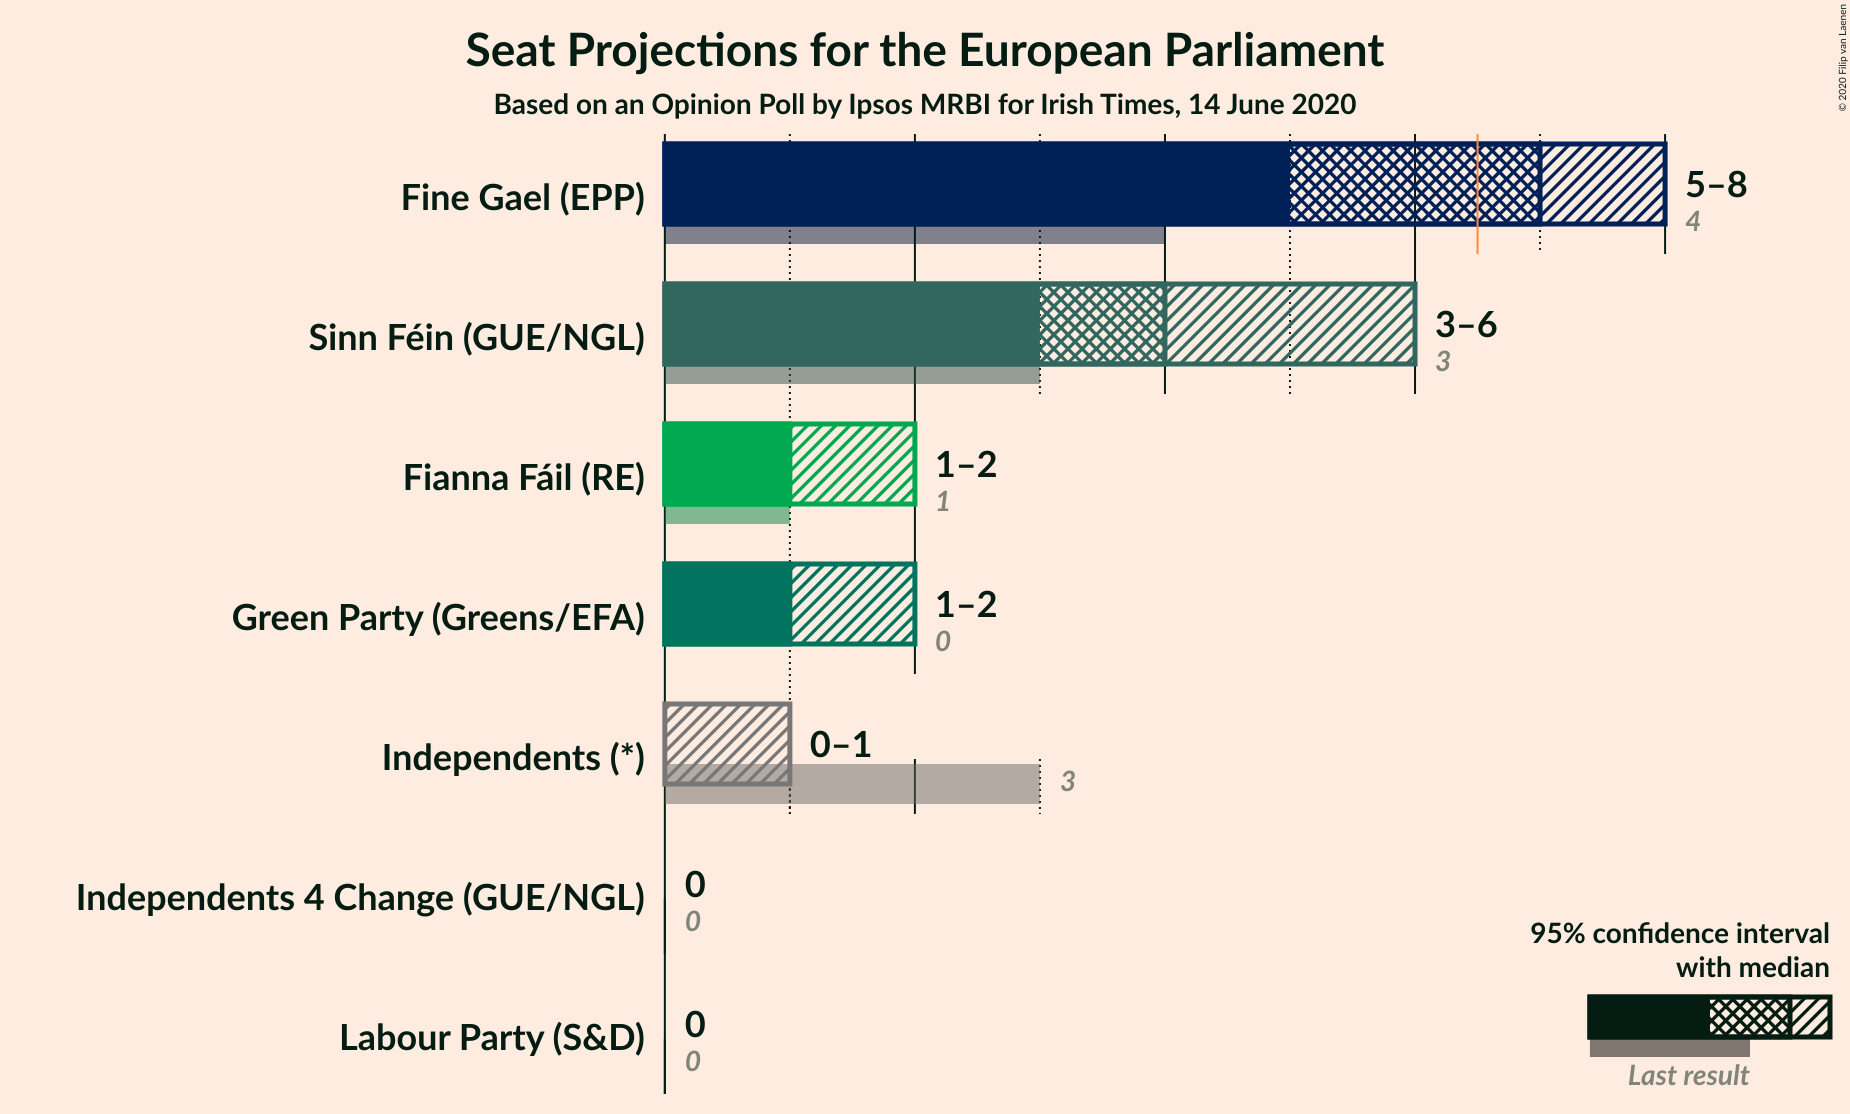 Seat Projections for the European Parliament
Based on an Opinion Poll by Ipsos MRBI for Irish Times, 14 June 2020
© 2020 Filip van Laenen
Fine Gael (EPP)
5–8
4
Sinn Féin (GUE/NGL)
3–6
3
Fianna Fáil (RE)
1–2
1
Green Party (Greens/EFA)
1–2
0
Independents (*)
0–1
3
Independents 4 Change (GUE/NGL)
0
0
Labour Party (S&D)
0
0
95% confidence interval
with median
Last result